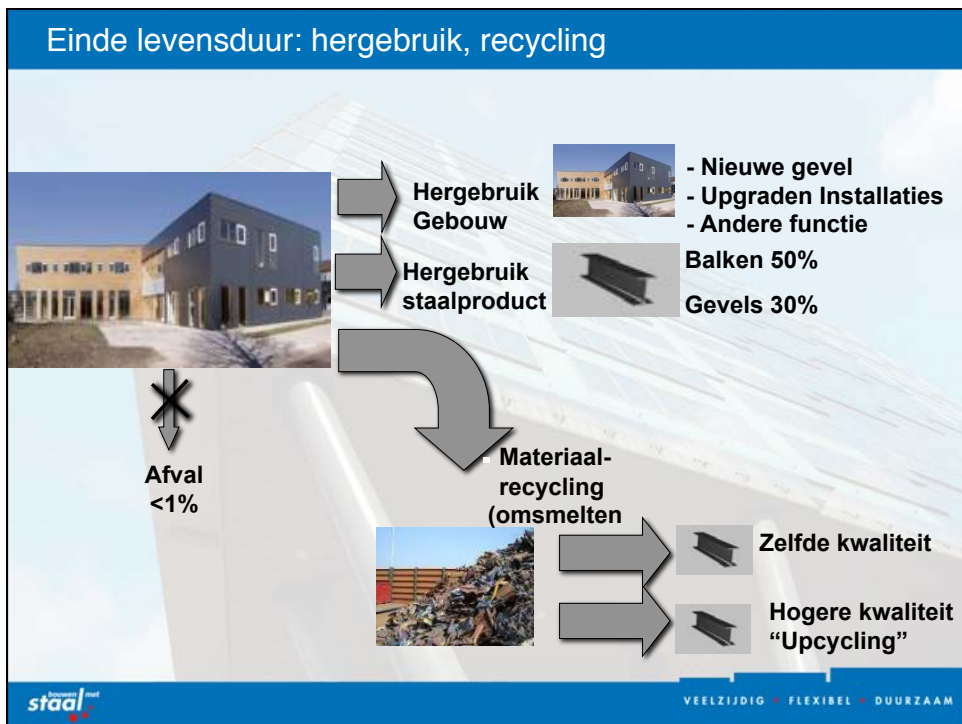 Einde levensduur: hergebruik, recycling
Hergebruik
Gebouw
- Nieuwe gevel
- Upgraden Installaties
- Andere functie
Hergebruik
staalproduct
Balken 50%
Gevels 30%
Afval
<1%
Materiaal-
recycling
(omsmelten
Zelfde kwaliteit
Hogere kwaliteit
“Upcycling”
bouwen met
staal
VEELZIJDIG FLEXIBEL DUURZAAM